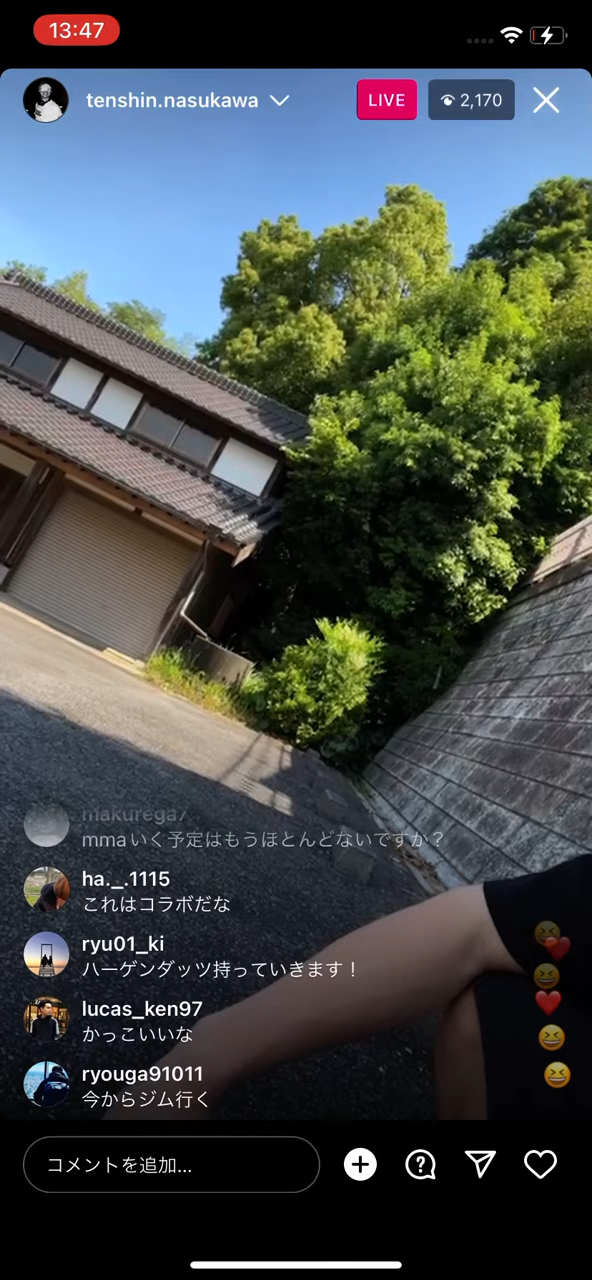 13:47
tenshin.nasukawa
LIVE
2,170
makurega7
mmaいく予定はもうほとんどないですか？
ha._.1115
これはコラボだな
ryu01_ki
ハーゲンダッツ持っていきます！
lucas_ken97
かっこいいな
ryouga91011
今からジム行く
コメントを追加...